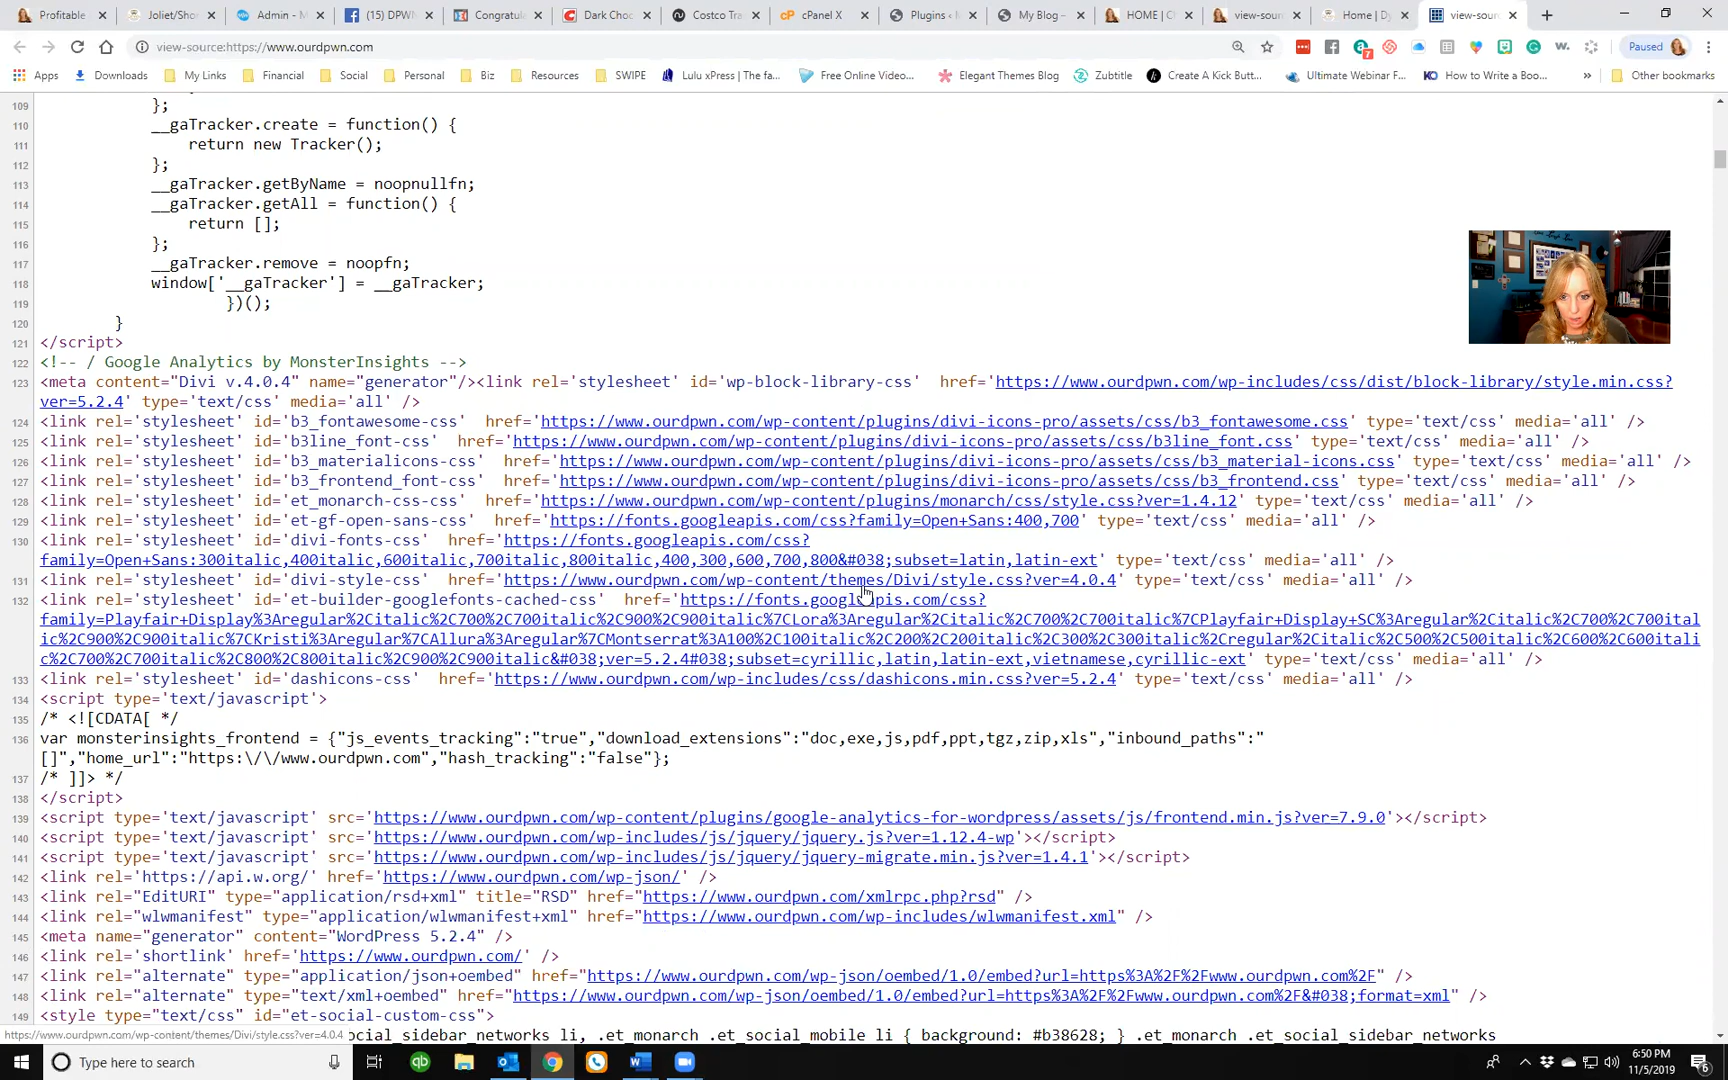 Profitable
Joliet/Sho
Admin - M
(15) DPWN
Congratula
Dark Choc
Costco Tra
cPanel X
Plugins ‹ M
My Blog –
HOME | C
view-sour
Home | Dy
view-sour
view-source:https://www.ourdpwn.com
Paused
Apps
Downloads
My Links
Financial
Social
Personal
Biz
Resources
SWIPE
Lulu xPress | The fa...
Free Online Video...
Elegant Themes Blog
Zubtitle
Create A Kick Butt...
Ultimate Webinar F...
How to Write a Boo...
»
Other bookmarks
109 };
110 __gaTracker.create = function() {
111 return new Tracker();
112 };
113 __gaTracker.getByName = noopnullfn;
114 __gaTracker.getAll = function() {
115 return [];
116 };
117 __gaTracker.remove = noopfn;
118 window['__gaTracker'] = __gaTracker;
119 })();
120 }
121 </script>
122 <!-- / Google Analytics by MonsterInsights -->
123 <meta content="Divi v.4.0.4" name="generator"/><link rel='stylesheet' id='wp-block-library-css' href='https://www.ourdpwn.com/wp-includes/css/dist/block-library/style.min.css?
ver=5.2.4' type='text/css' media='all' />
124 <link rel='stylesheet' id='b3_fontawesome-css' href='https://www.ourdpwn.com/wp-content/plugins/divi-icons-pro/assets/css/b3_fontawesome.css' type='text/css' media='all' />
125 <link rel='stylesheet' id='b3line_font-css' href='https://www.ourdpwn.com/wp-content/plugins/divi-icons-pro/assets/css/b3line_font.css' type='text/css' media='all' />
126 <link rel='stylesheet' id='b3_materialicons-css' href='https://www.ourdpwn.com/wp-content/plugins/divi-icons-pro/assets/css/b3_material-icons.css' type='text/css' media='all' />
127 <link rel='stylesheet' id='b3_frontend_font-css' href='https://www.ourdpwn.com/wp-content/plugins/divi-icons-pro/assets/css/b3_frontend.css' type='text/css' media='all' />
128 <link rel='stylesheet' id='et_monarch-css-css' href='https://www.ourdpwn.com/wp-content/plugins/monarch/css/style.css?ver=1.4.12' type='text/css' media='all' />
129 <link rel='stylesheet' id='et-gf-open-sans-css' href='https://fonts.googleapis.com/css?family=Open+Sans:400,700' type='text/css' media='all' />
130 <link rel='stylesheet' id='divi-fonts-css' href='https://fonts.googleapis.com/css?
family=Open+Sans:300italic,400italic,600italic,700italic,800italic,400,300,600,700,800&#038;subset=latin,latin-ext' type='text/css' media='all' />
131 <link rel='stylesheet' id='divi-style-css' href='https://www.ourdpwn.com/wp-content/themes/Divi/style.css?ver=4.0.4' type='text/css' media='all' />
132 <link rel='stylesheet' id='et-builder-googlefonts-cached-css' href='https://fonts.googleapis.com/css?
family=Playfair+Display%3Aregular%2Citalic%2C700%2C700italic%2C900%2C900italic%7CLora%3Aregular%2Citalic%2C700%2C700italic%7CPlayfair+Display+SC%3Aregular%2Citalic%2C700%2C700ital
ic%2C900%2C900italic%7CKristi%3Aregular%7CAllura%3Aregular%7CMontserrat%3A100%2C100italic%2C200%2C200italic%2C300%2C300italic%2Cregular%2Citalic%2C500%2C500italic%2C600%2C600itali
c%2C700%2C700italic%2C800%2C800italic%2C900%2C900italic&#038;ver=5.2.4#038;subset=cyrillic,latin,latin-ext,vietnamese,cyrillic-ext' type='text/css' media='all' />
133 <link rel='stylesheet' id='dashicons-css' href='https://www.ourdpwn.com/wp-includes/css/dashicons.min.css?ver=5.2.4' type='text/css' media='all' />
134 <script type='text/javascript'>
135 /* <![CDATA[ */
136 var monsterinsights_frontend = {"js_events_tracking":"true","download_extensions":"doc,exe,js,pdf,ppt,tgz,zip,xls","inbound_paths":"
[]","home_url":"https:\/\/www.ourdpwn.com","hash_tracking":"false"};
137 /* ]]> */
138 </script>
139 <script type='text/javascript' src='https://www.ourdpwn.com/wp-content/plugins/google-analytics-for-wordpress/assets/js/frontend.min.js?ver=7.9.0'></script>
140 <script type='text/javascript' src='https://www.ourdpwn.com/wp-includes/js/jquery/jquery.js?ver=1.12.4-wp'></script>
141 <script type='text/javascript' src='https://www.ourdpwn.com/wp-includes/js/jquery/jquery-migrate.min.js?ver=1.4.1'></script>
142 <link rel='https://api.w.org/' href='https://www.ourdpwn.com/wp-json/' />
143 <link rel="EditURI" type="application/rsd+xml" title="RSD" href="https://www.ourdpwn.com/xmlrpc.php?rsd" />
144 <link rel="wlwmanifest" type="application/wlwmanifest+xml" href="https://www.ourdpwn.com/wp-includes/wlwmanifest.xml" />
145 <meta name="generator" content="WordPress 5.2.4" />
146 <link rel='shortlink' href='https://www.ourdpwn.com/' />
147 <link rel="alternate" type="application/json+oembed" href="https://www.ourdpwn.com/wp-json/oembed/1.0/embed?url=https%3A%2F%2Fwww.ourdpwn.com%2F" />
148 <link rel="alternate" type="text/xml+oembed" href="https://www.ourdpwn.com/wp-json/oembed/1.0/embed?url=https%3A%2F%2Fwww.ourdpwn.com%2F&#038;format=xml" />
149 <style type="text/css" id="et-social-custom-css">
https://www.ourdpwn.com/wp-content/themes/Divi/style.css?ver=4.0.4 ocial_sidebar_networks li, .et_monarch .et_social_mobile li { background: #b38628; } .et_monarch .et_social_sidebar_networks
Type here to search
6:50 PM
11/5/2019
6